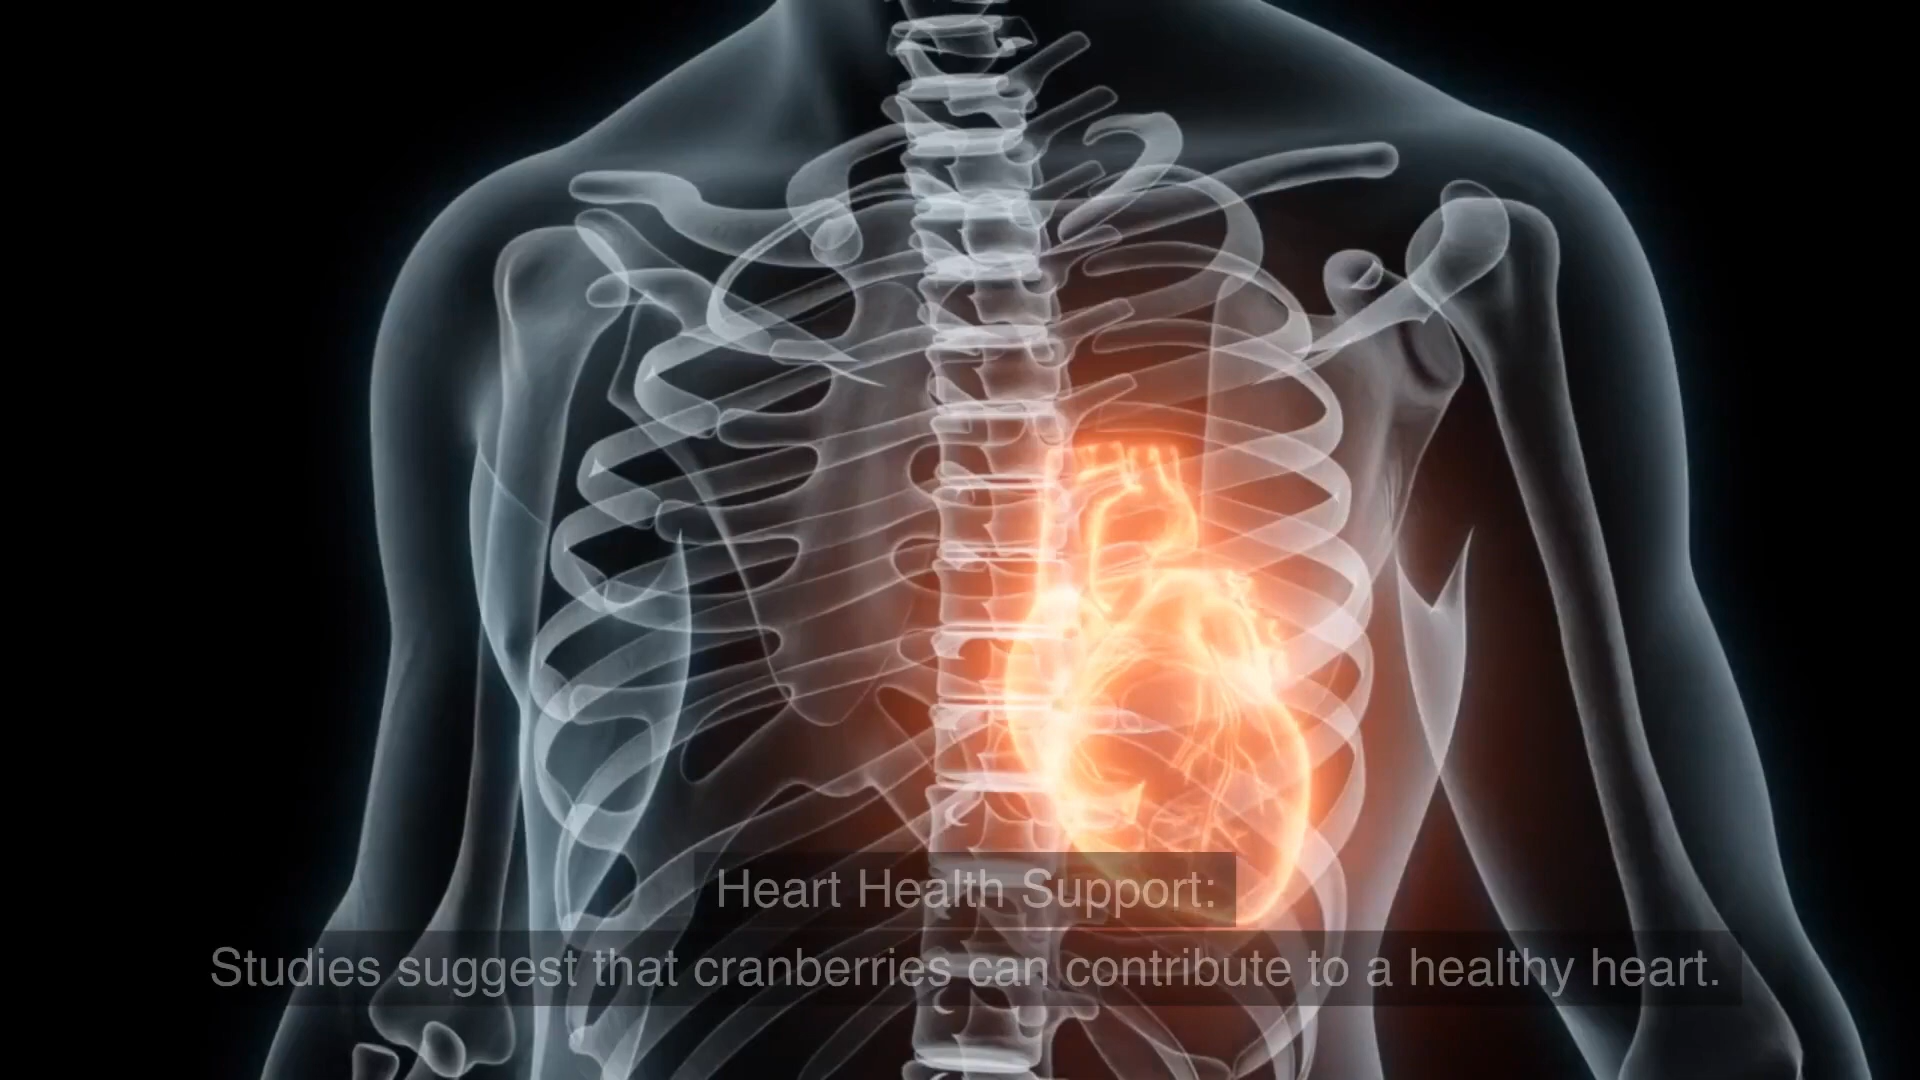 Heart Health Support:
Studies suggest that cranberries can contribute to a healthy heart.